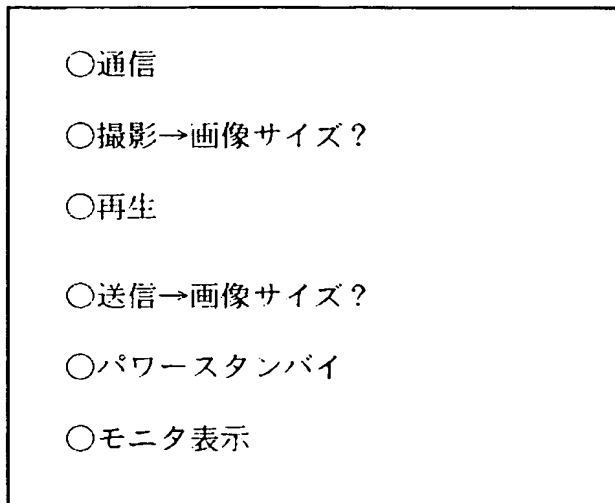 ○通信
○撮影→画像サイズ？
○再生
○送信→画像サイズ？
○パワースタンバイ
○モニタ表示